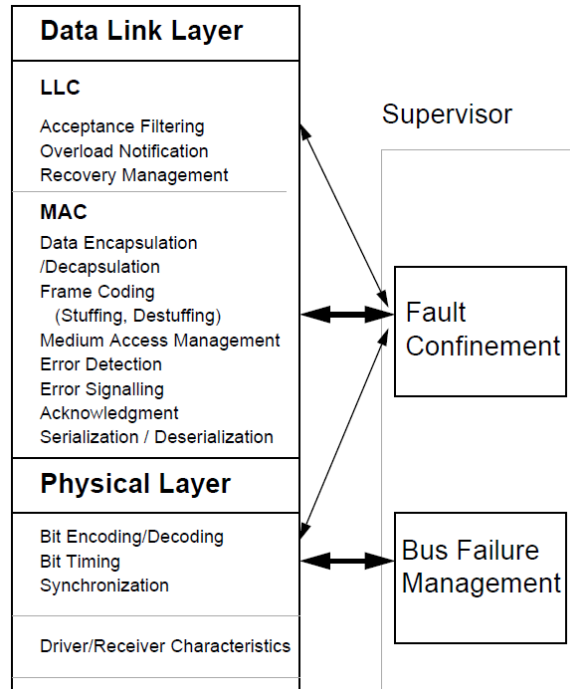 Data Link Layer
LLC
Acceptance Filtering
Overload Notification
Recovery Management
MAC
Data Encapsulation
/Decapsulation
Frame Coding
(Stuffing, Destuffing)
Medium Access Management
Error Detection
Error Signalling
Acknowledgment
Serialization / Deserialization
Physical Layer
Bit Encoding/Decoding
Bit Timing
Synchronization
Driver/Receiver Characteristics
Supervisor
Fault
Confinement
Bus Failure
Management